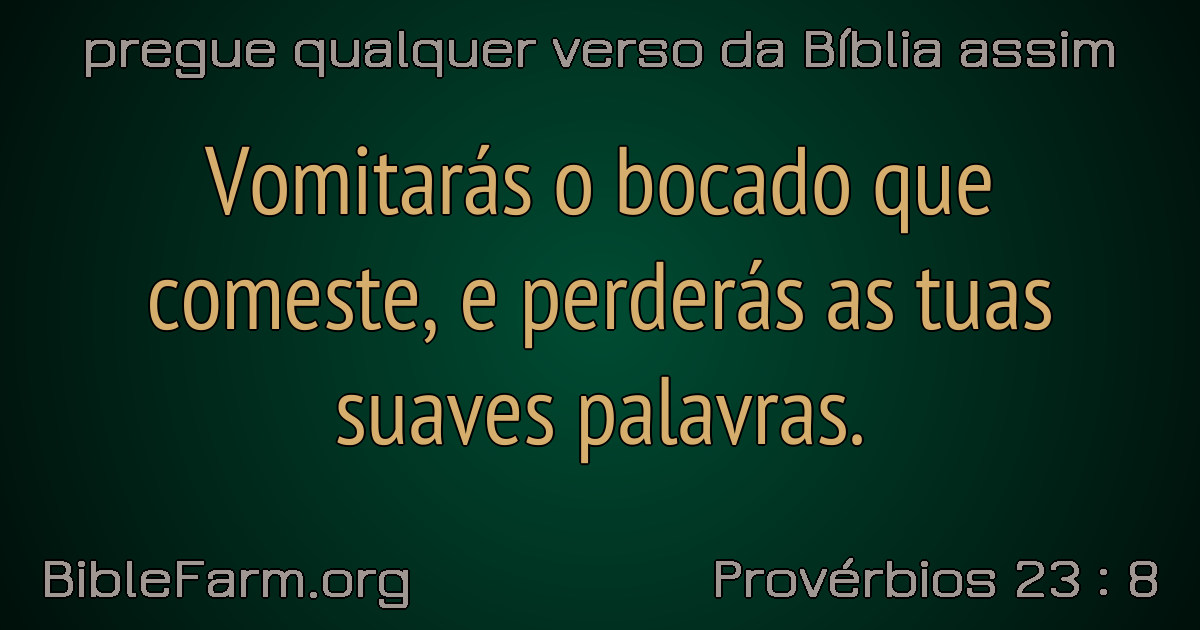 pregue qualquer verso da Bíblia assim
Vomitarás o bocado que
comeste, e perderás as tuas
suaves palavras.
BibleFarm.org
Provérbios 23 : 8